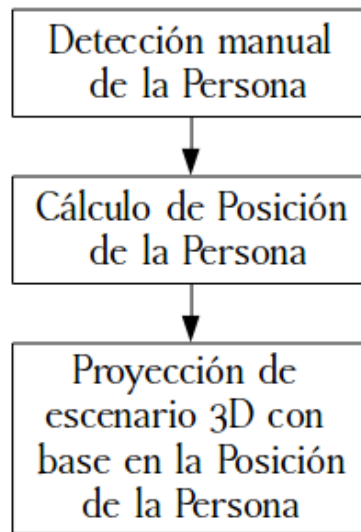 Detección manual
de la Persona
Cálculo de Posición
de la Persona
Proyección de
escenario 3D con
base en la Posición
de la Persona